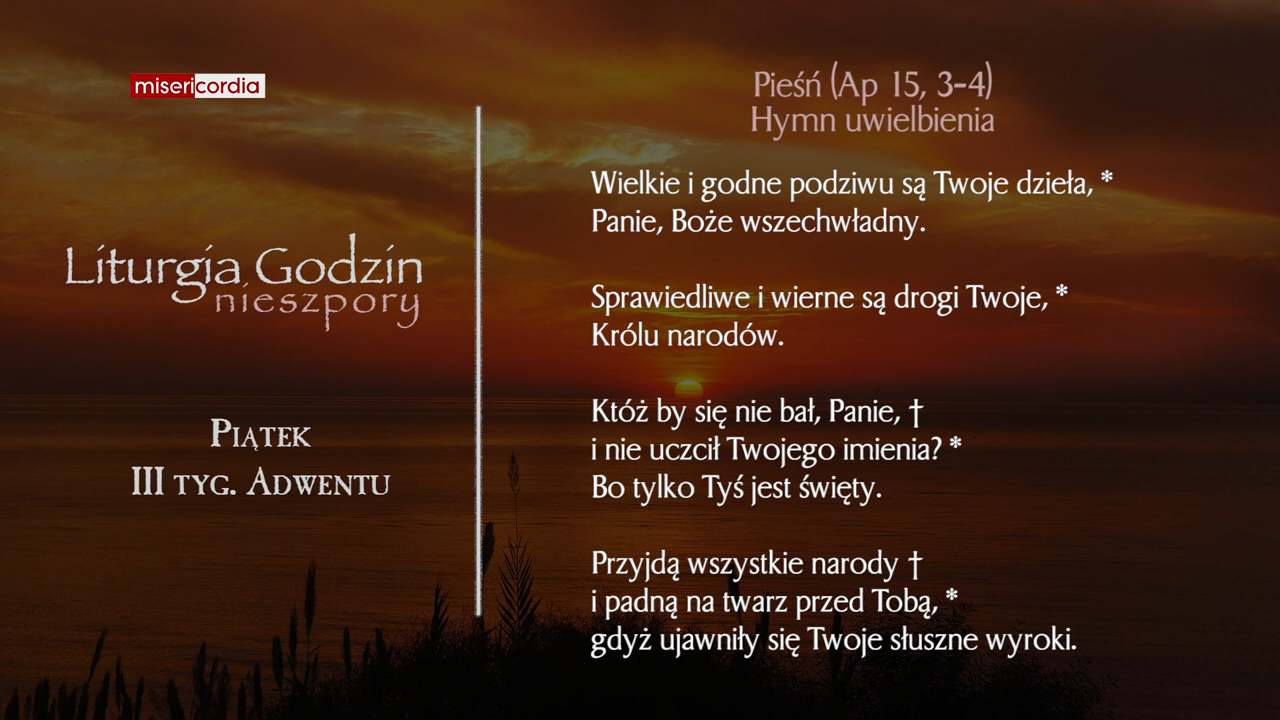 misericordia
Liturgia Godzin
nieszpory
Piątek
III tyg. Adwentu
Pieśń (Ap 15, 3-4)
Hymn uwielbienia
Wielkie i godne podziwu są Twoje dzieła, *
Panie, Boże wszechwładny.
Sprawiedliwe i wierne są drogi Twoje, *
Królu narodów.
Któż by się nie bał, Panie, †
i nie uczcił Twojego imienia? *
Bo tylko Tyś jest święty.
Przyjdą wszystkie narody †
i padną na twarz przed Tobą, *
gdyż ujawniły się Twoje słuszne wyroki.